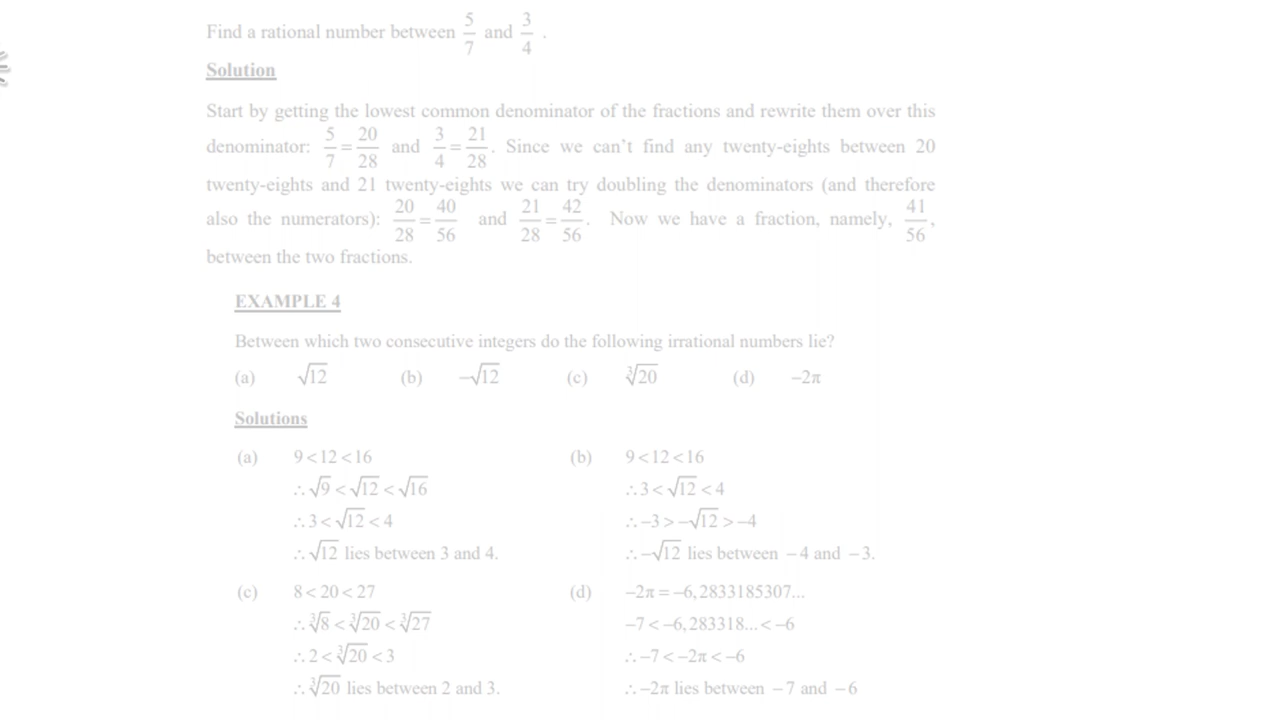 Find a rational number between 5/7 and 3/4 .
Solution
Start by getting the lowest common denominator of the fractions and rewrite them over this
denominator: 5/7 = 20/28 and 3/4 = 21/28. Since we can't find any twenty-eights between 20
twenty-eights and 21 twenty-eights we can try doubling the denominators (and therefore
also the numerators): 20/28 = 40/56 and 21/28 = 42/56. Now we have a fraction, namely, 41/56,
between the two fractions.
EXAMPLE 4
Between which two consecutive integers do the following irrational numbers lie?
(a) √12 (b) –√12 (c) ∛20 (d) –2π
Solutions
(a) 9 < 12 < 16
∴ √9 < √12 < √16
∴ 3 < √12 < 4
∴ √12 lies between 3 and 4.
(b) 9 < 12 < 16
∴ 3 < √12 < 4
∴ –3 > –√12 > –4
∴ –√12 lies between –4 and –3.
(c) 8 < 20 < 27
∴ ∛8 < ∛20 < ∛27
∴ 2 < ∛20 < 3
∴ ∛20 lies between 2 and 3.
(d) –2π = –6,2833185307...
–7 < –6,283318... < –6
∴ –7 < –2π < –6
∴ –2π lies between –7 and –6